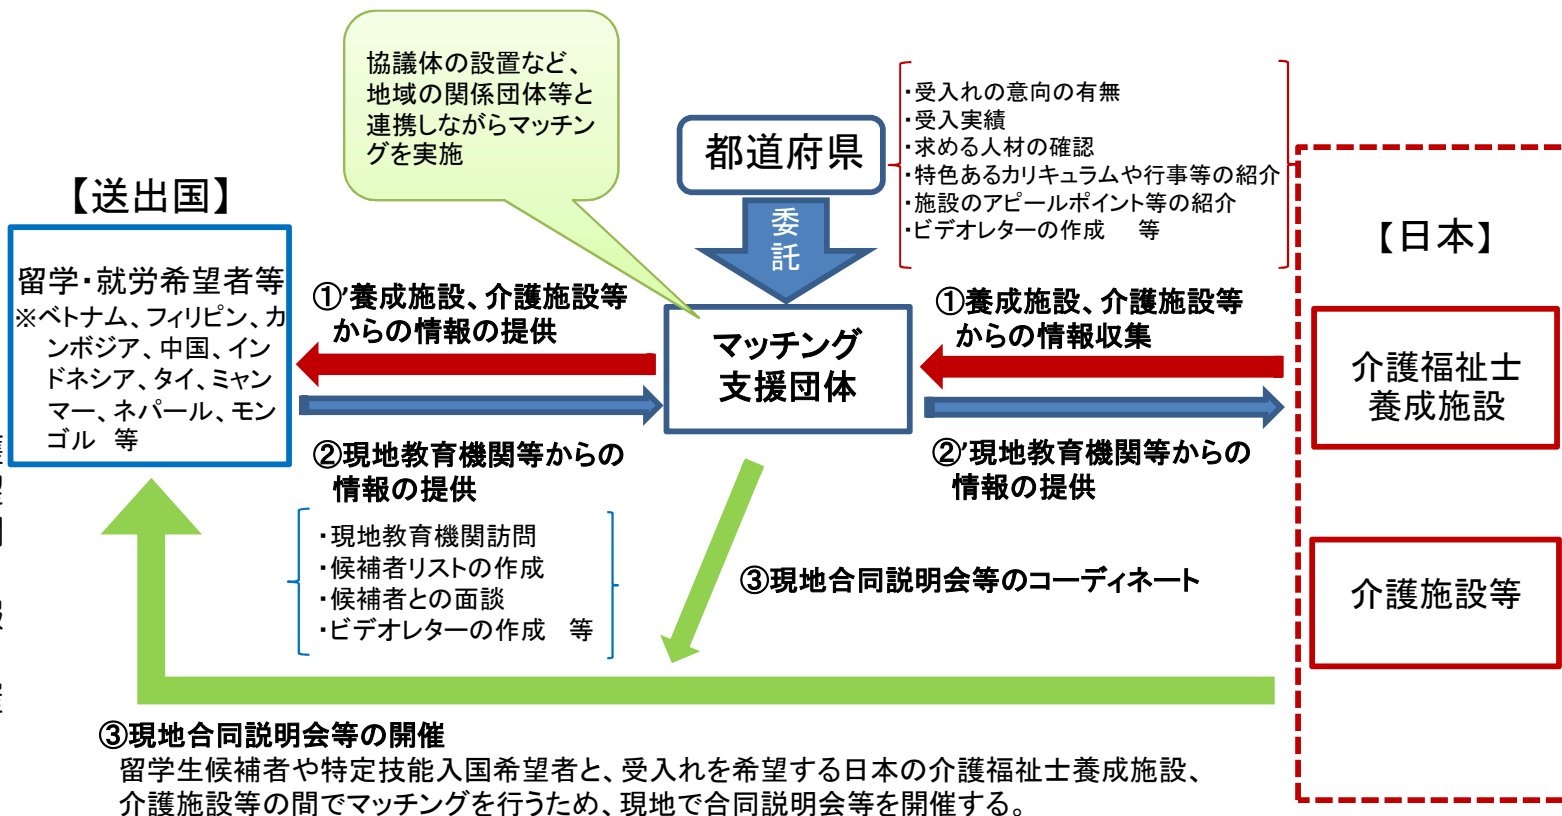 協議体の設置など、
地域の関係団体等と
連携しながらマッチン
グを実施
都道府県
委
託
・受入れの意向の有無
・受入実績
・求める人材の確認
・特色あるカリキュラムや行事等の紹介
・施設のアピールポイント等の紹介
・ビデオレターの作成　等
【送出国】
留学・就労希望者等
※ベトナム、フィリピン、カ
ンボジア、中国、イン
ドネシア、タイ、ミャン
マー、ネパール、モン
ゴル　等
①’養成施設、介護施設等
からの情報の提供
マッチング
支援団体
①養成施設、介護施設等
からの情報収集
【日本】
介護福祉士
養成施設
介護施設等
②現地教育機関等からの
情報の提供
・現地教育機関訪問
・候補者リストの作成
・候補者との面談
・ビデオレターの作成　等
②’現地教育機関等からの
情報の提供
③現地合同説明会等のコーディネート
③現地合同説明会等の開催
留学生候補者や特定技能入国希望者と、受入れを希望する日本の介護福祉士養成施設、
介護施設等の間でマッチングを行うため、現地で合同説明会等を開催する。